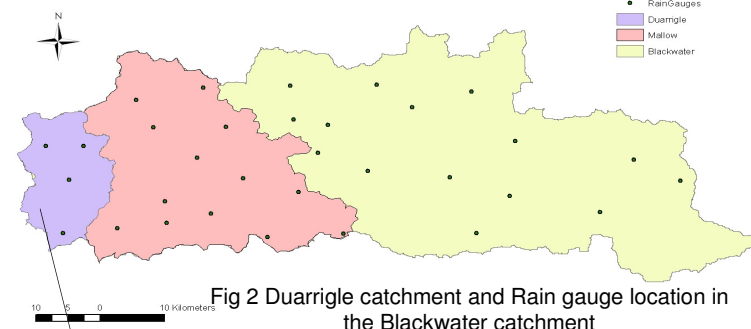 N
RainGauges
Duarrigle
Mallow
Blackwater
10 5 0 10 Kilometers
Fig 2 Duarrigle catchment and Rain gauge location in
the Blackwater catchment